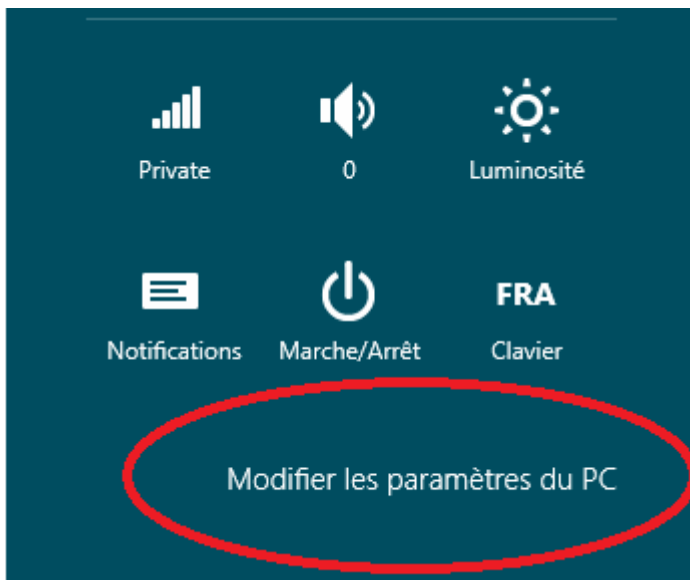 Private
0
Luminosité
Notifications
Marche/Arrêt
FRA
Clavier
Modifier les paramètres du PC